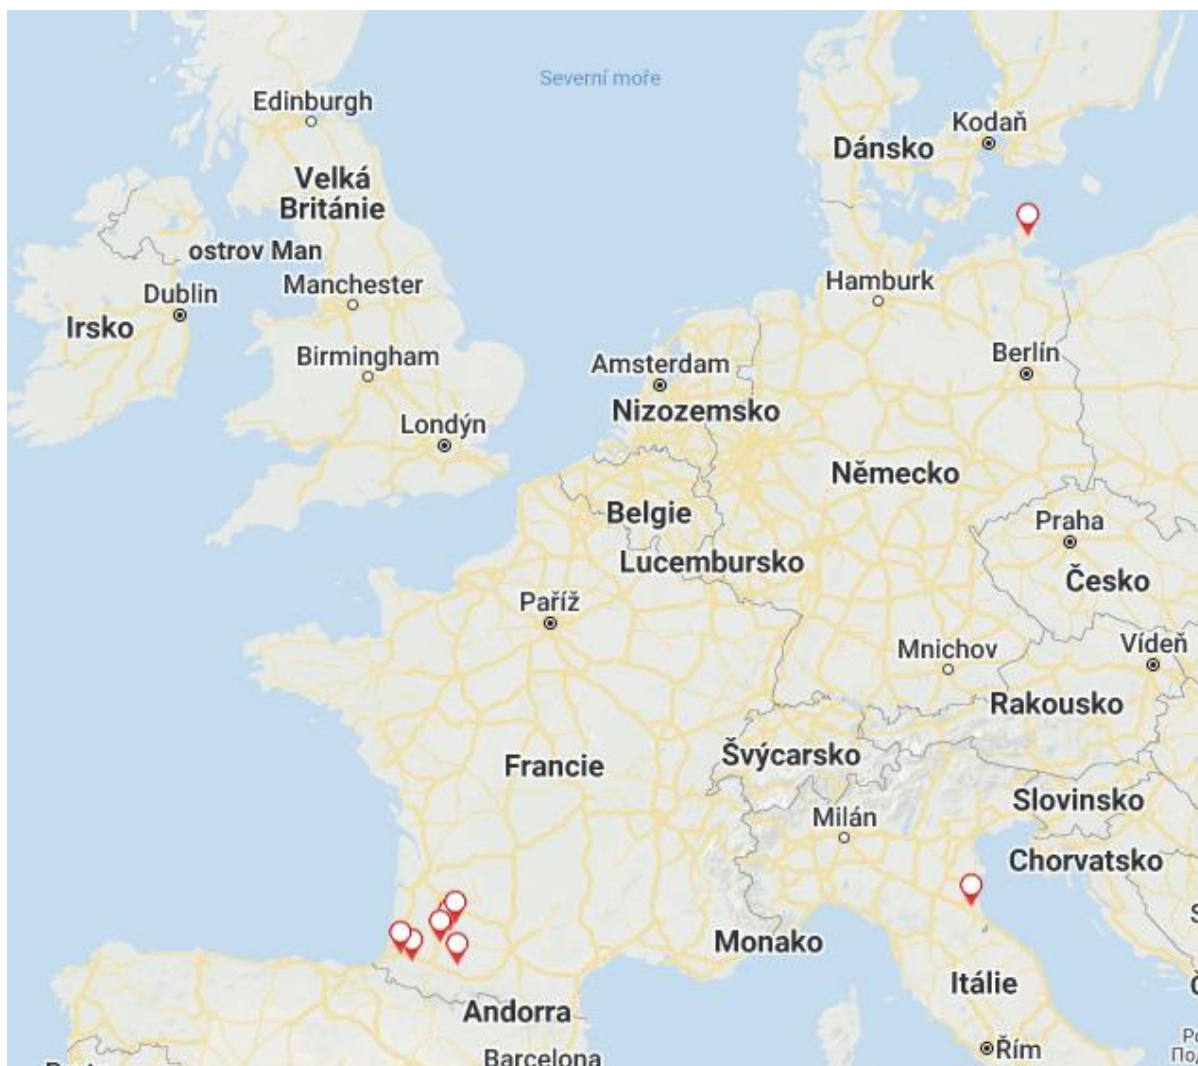 Severní moře
Edinburgh
Kodaň
Dánsko
Velká
Británie
ostrov Man
Hamburk
Manchester
Dublin
Irsko
Birmingham
Berlín
Amsterdam
Nizozemsko
Londýn
Německo
Belgie
Praha
Lucembursko
Česko
Paříž
Vídeň
Mnichov
Rakousko
Švýcarsko
Francie
Slovinsko
Milán
Chorvatsko
Monako
Itálie
Andorra
Řím
Barcelona